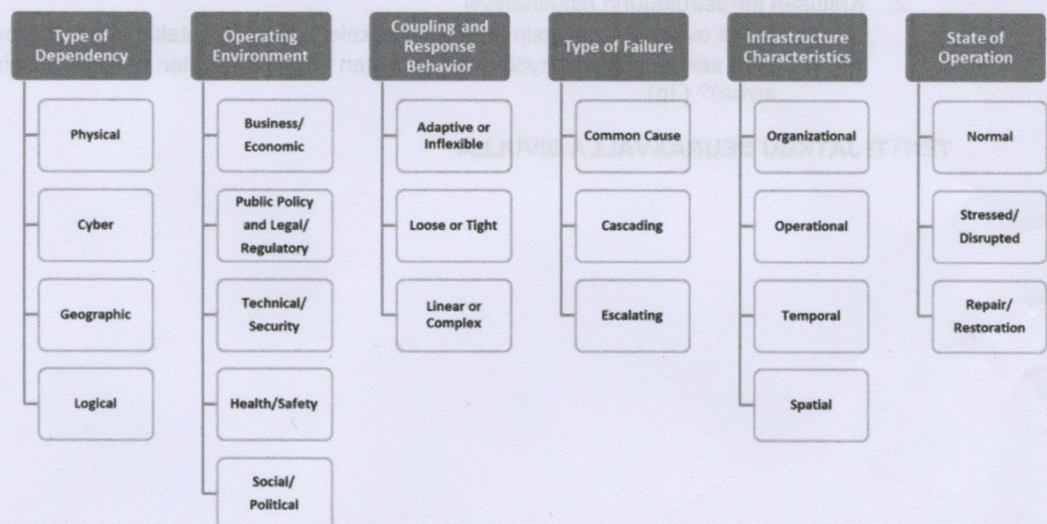 Type of
Dependency
Physical
Cyber
Geographic
Logical
Operating
Environment
Business/
Economic
Public Policy
and Legal/
Regulatory
Technical/
Security
Health/Safety
Social/
Political
Coupling and
Response
Behavior
Adaptive or
Inflexible
Loose or Tight
Linear or
Complex
Type of Failure
Common Cause
Cascading
Escalating
Infrastructure
Characteristics
Organizational
Operational
Temporal
Spatial
State of
Operation
Normal
Stressed/
Disrupted
Repair/
Restoration